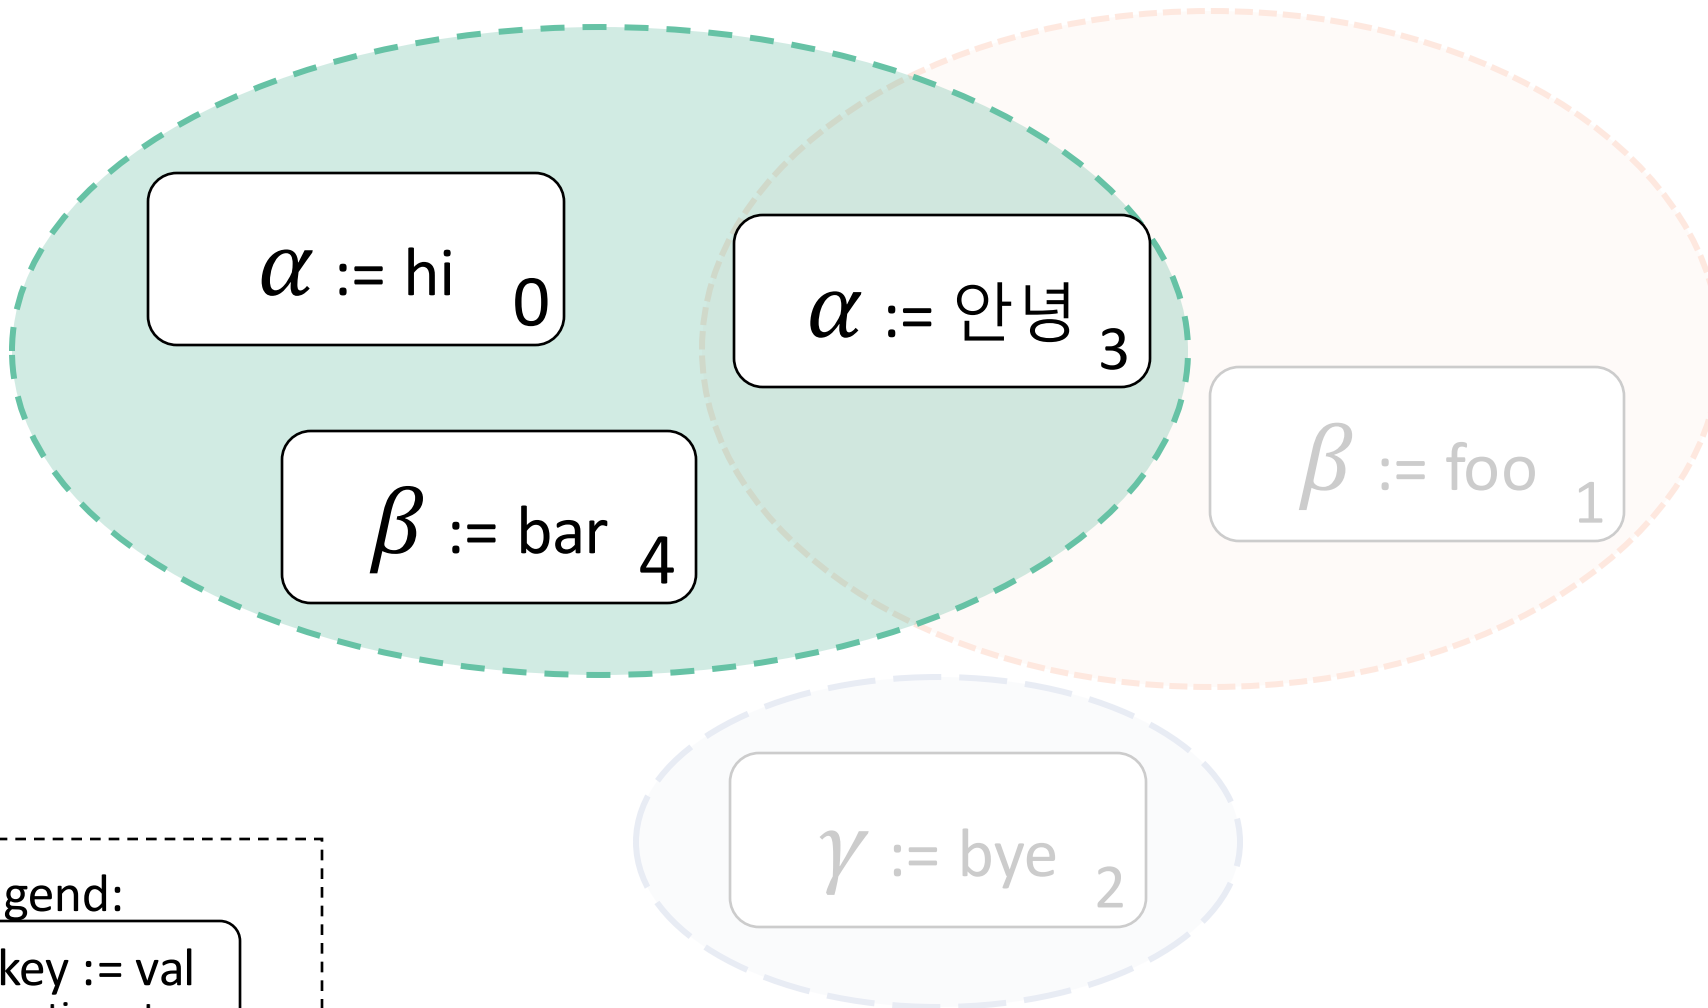 α := hi 0
α := 안녕 3
β := bar 4
β := foo 1
γ := bye 2
gend:
key := val